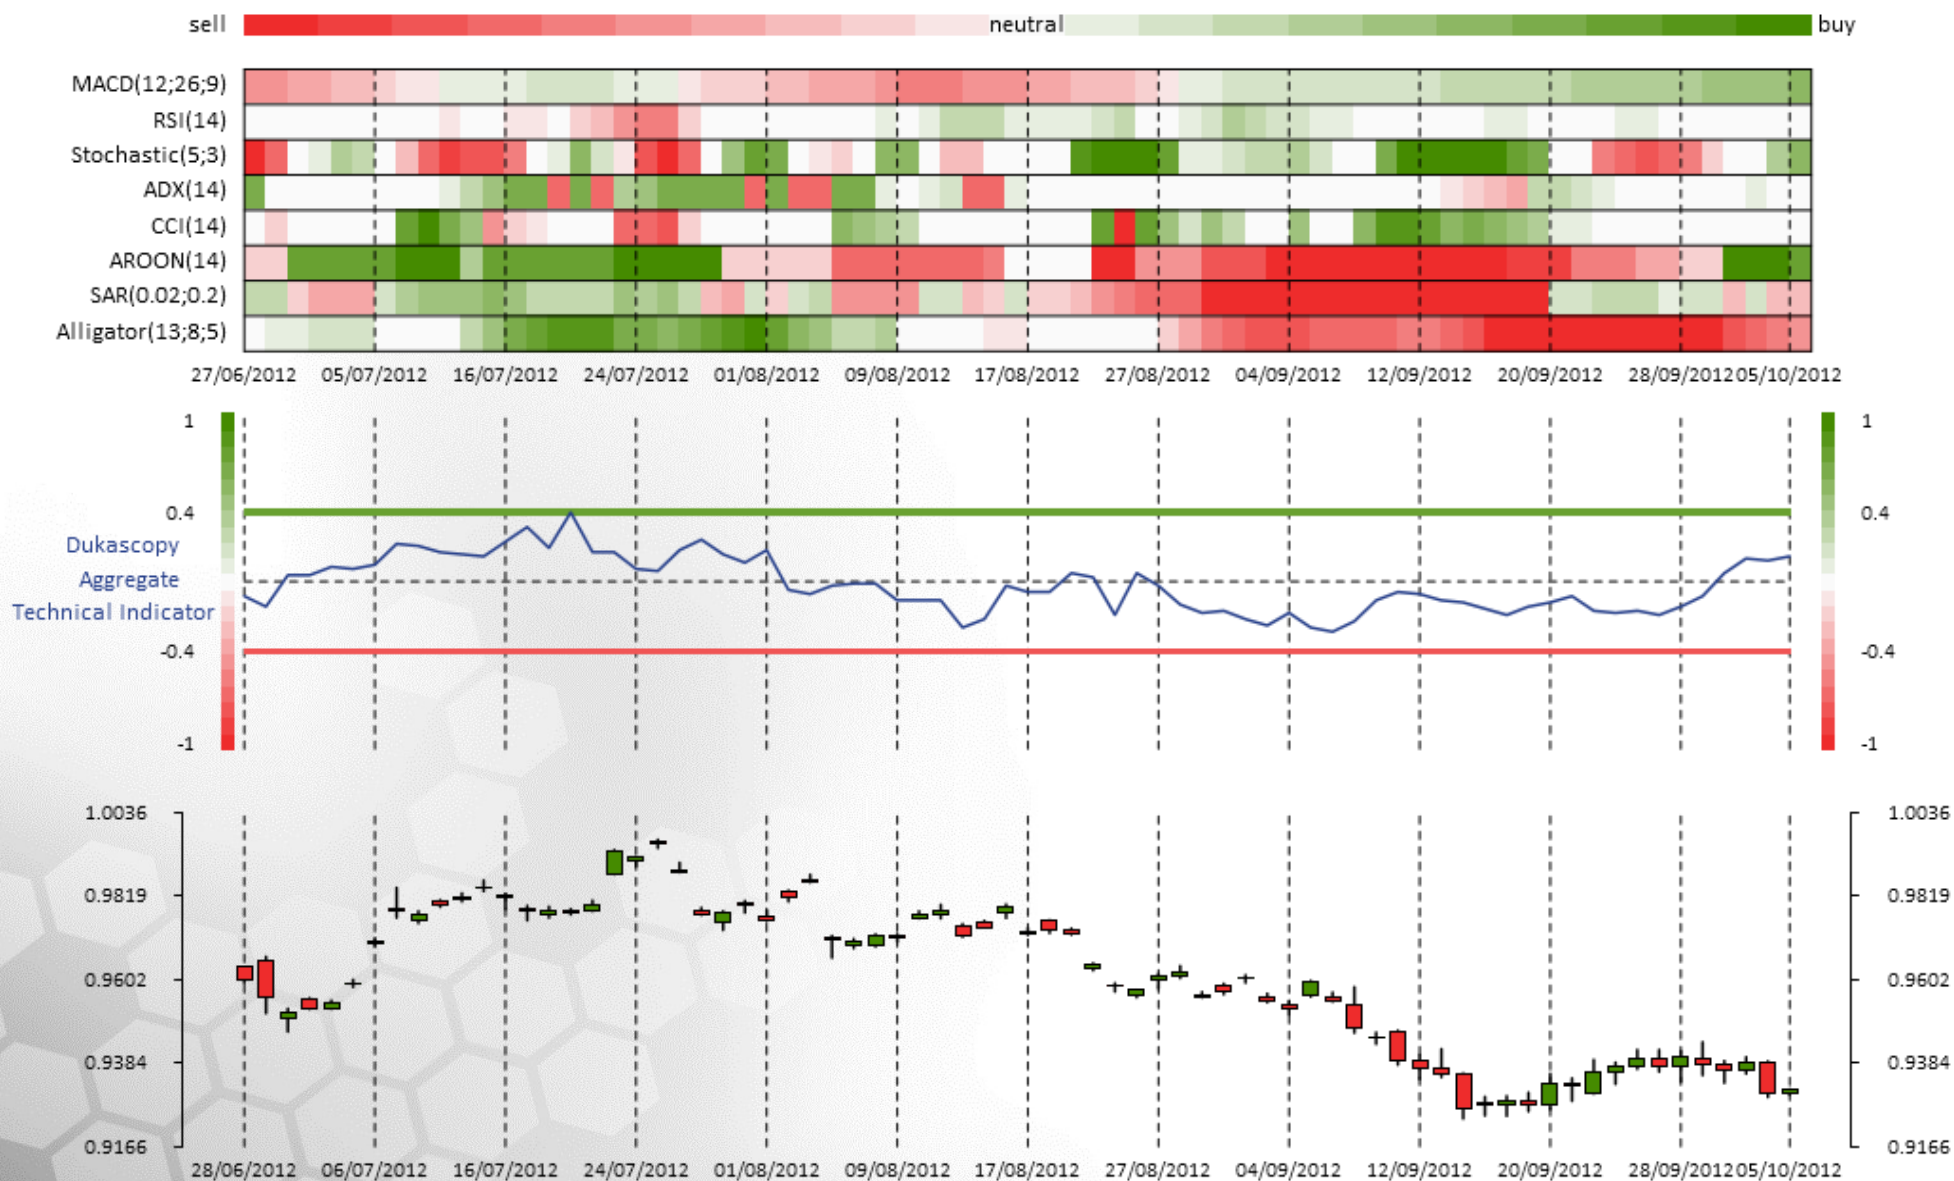 sell neutral buy
MACD(12;26;9)
RSI(14)
Stochastic(5;3)
ADX(14)
CCI(14)
AROON(14)
SAR(0.02;0.2)
Alligator(13;8;5)
27/06/2012 05/07/2012 16/07/2012 24/07/2012 01/08/2012 09/08/2012 17/08/2012 27/08/2012 04/09/2012 12/09/2012 20/09/2012 28/09/2012 05/10/2012
1 1
0.4 0.4
Dukascopy
Aggregate
Technical Indicator
-0.4 -0.4
-1 -1
1.0036 1.0036
0.9819 0.9819
0.9602 0.9602
0.9384 0.9384
0.9166 0.9166
28/06/2012 06/07/2012 16/07/2012 24/07/2012 01/08/2012 09/08/2012 17/08/2012 27/08/2012 04/09/2012 12/09/2012 20/09/2012 28/09/2012 05/10/2012